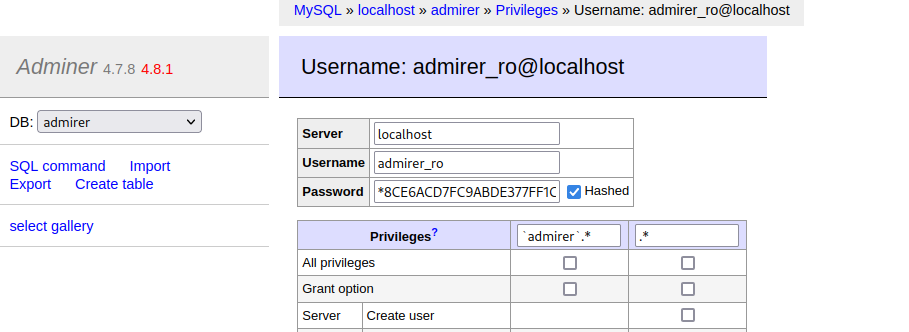 MySQL » localhost » admirer » Privileges » Username: admirer_ro@localhost
Adminer 4.7.8 4.8.1
Username: admirer_ro@localhost
DB: admirer
SQL command Import
Export Create table
select gallery
Server localhost
Username admirer_ro
Password *8CE6ACD7FC9ABDE377FF1C Hashed
Privileges? `admirer`.* .*
All privileges
Grant option
Server Create user